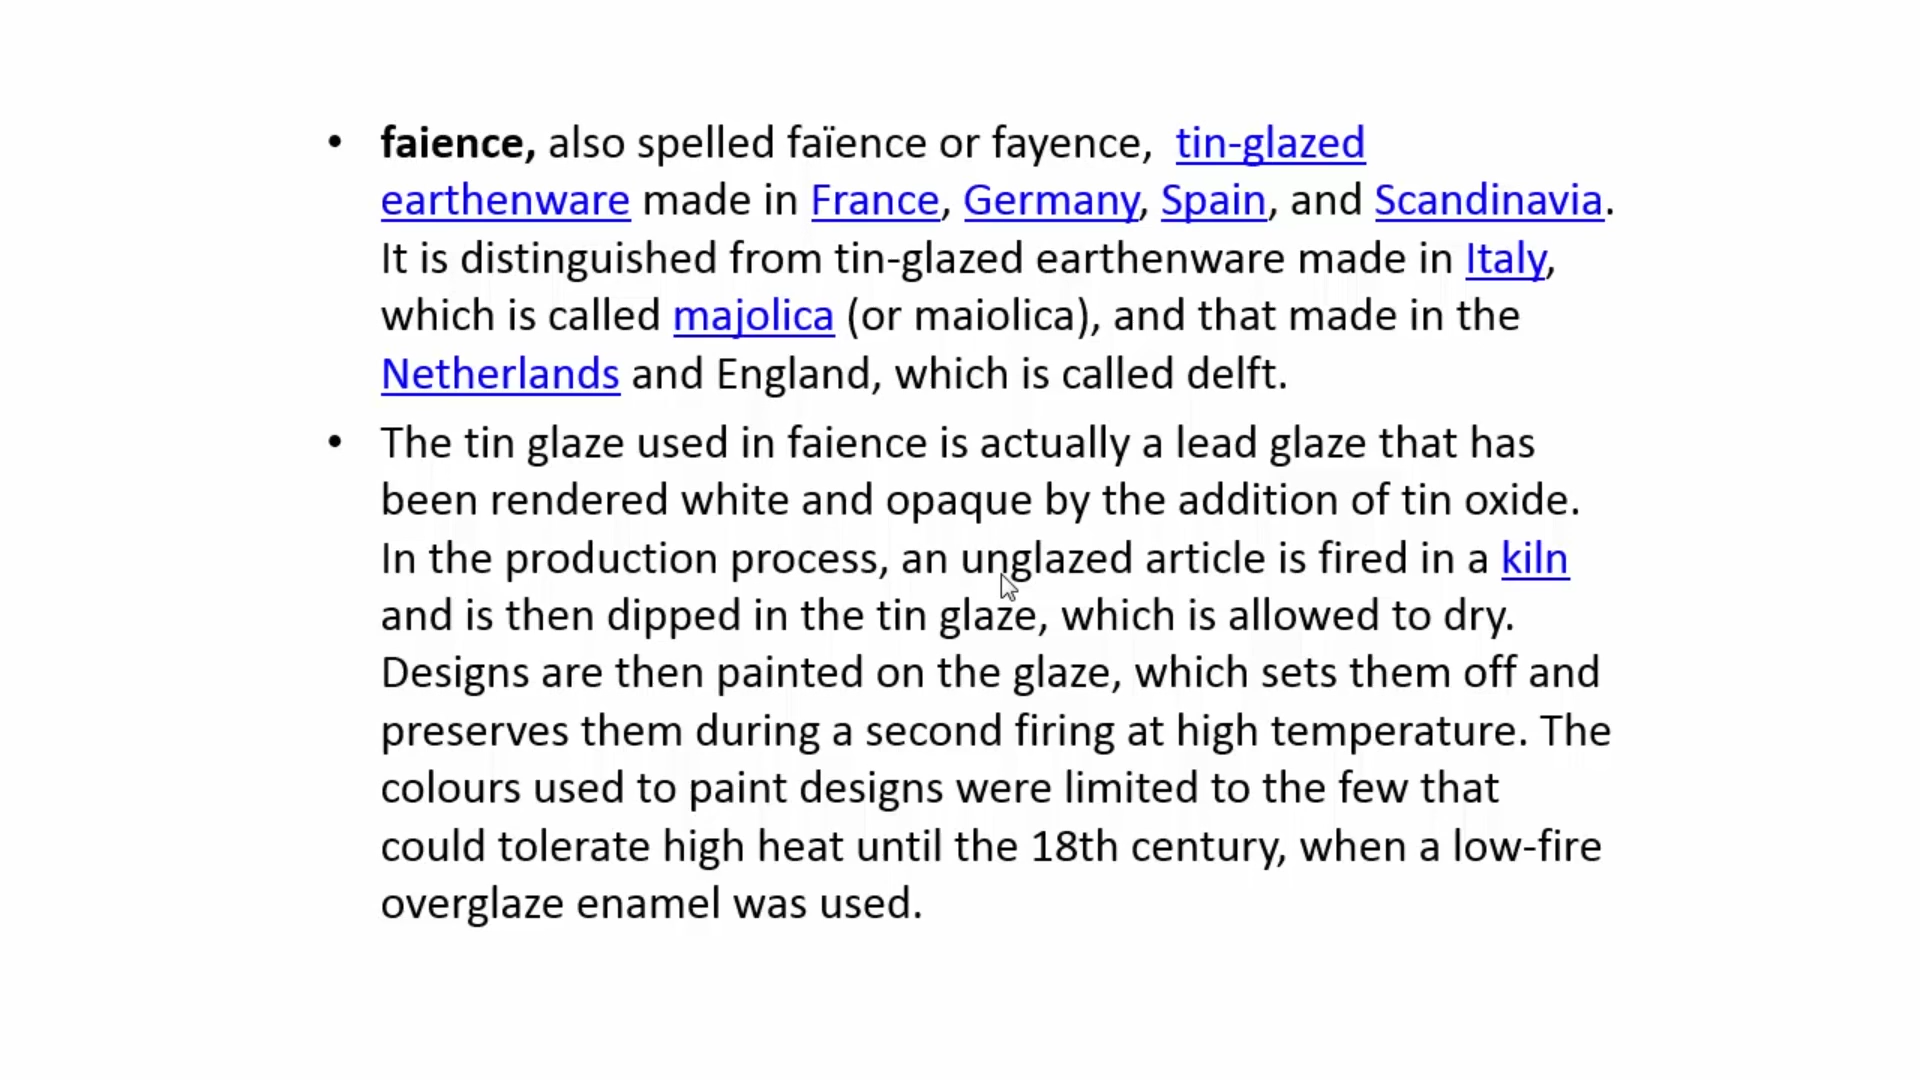 • faience, also spelled faïence or fayence, tin-glazed
earthenware made in France, Germany, Spain, and Scandinavia.
It is distinguished from tin-glazed earthenware made in Italy,
which is called majolica (or maiolica), and that made in the
Netherlands and England, which is called delft.
• The tin glaze used in faience is actually a lead glaze that has
been rendered white and opaque by the addition of tin oxide.
In the production process, an unglazed article is fired in a kiln
and is then dipped in the tin glaze, which is allowed to dry.
Designs are then painted on the glaze, which sets them off and
preserves them during a second firing at high temperature. The
colours used to paint designs were limited to the few that
could tolerate high heat until the 18th century, when a low-fire
overglaze enamel was used.